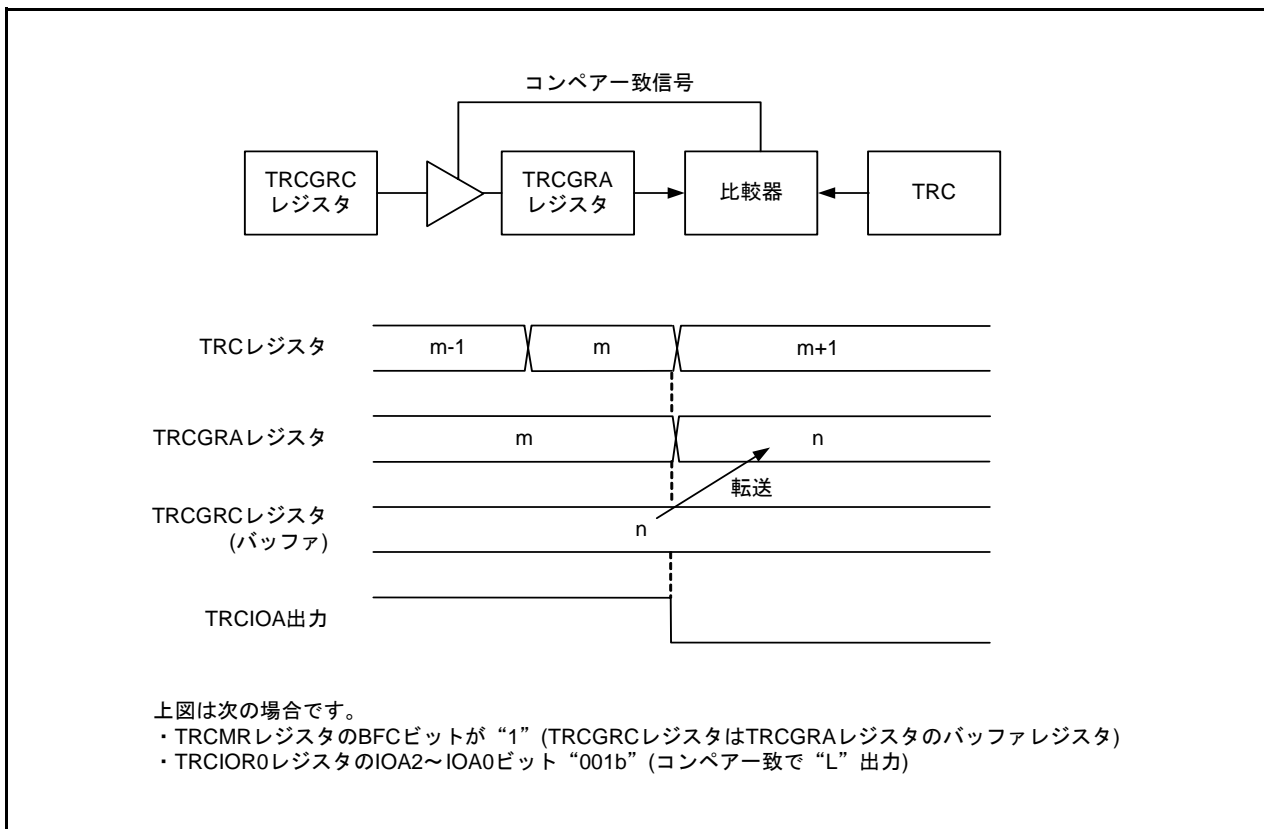 コンペアー致信号
TRCGRC
レジスタ
TRCGRA
レジスタ
比較器
TRC
TRCレジスタ
m-1
m
m+1
TRCGRAレジスタ
m
n
転送
TRCGRCレジスタ
(バッファ)
n
TRCIOA出力
上図は次の場合です。
・TRCMRレジスタのBFCビットが“1”(TRCGRCレジスタはTRCGRAレジスタのバッファレジスタ)
・TRCIOR0レジスタのIOA2～IOA0ビット“001b”(コンペアー致で“L”出力)